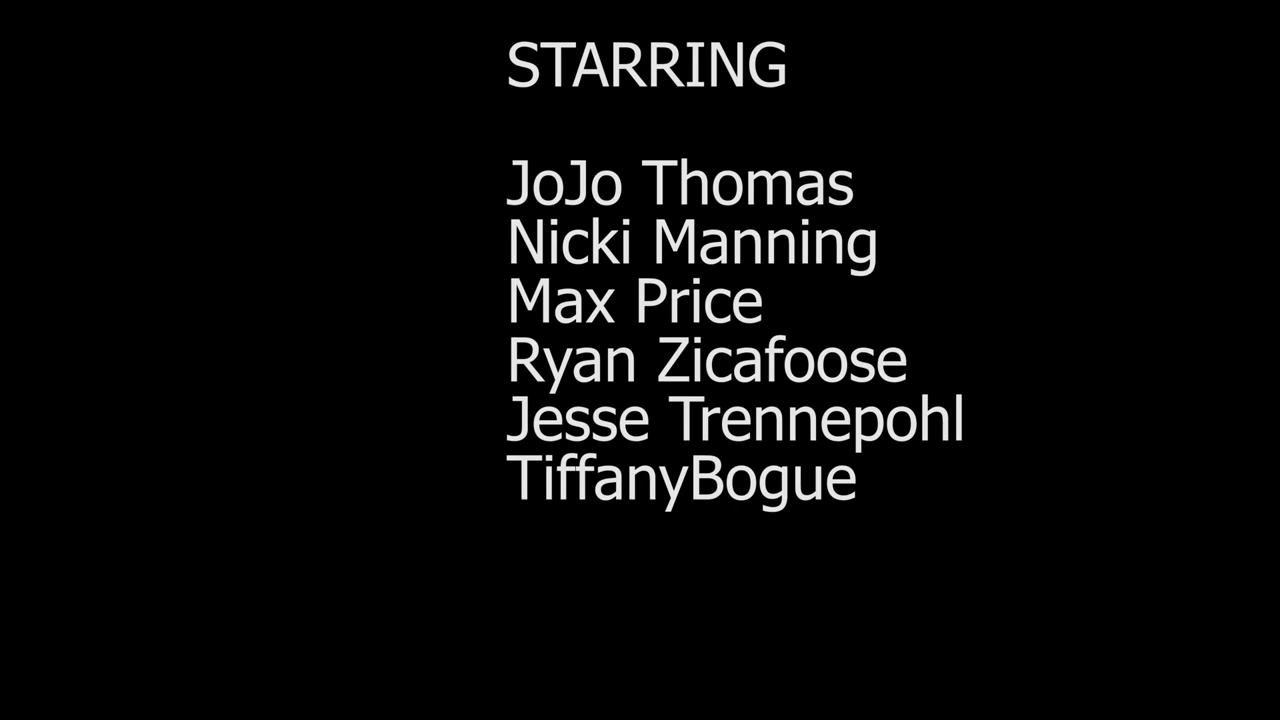 STARRING
JoJo Thomas
Nicki Manning
Max Price
Ryan Zicafoose
Jesse Trennepohl
TiffanyBogue